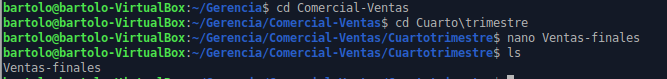 bartolo@bartolo-VirtualBox:~/Gerencia$ cd Comercial-Ventas
bartolo@bartolo-VirtualBox:~/Gerencia/Comercial-Ventas$ cd Cuarto\trimestre
bartolo@bartolo-VirtualBox:~/Gerencia/Comercial-Ventas/Cuartotrimestre$ nano Ventas-finales
bartolo@bartolo-VirtualBox:~/Gerencia/Comercial-Ventas/Cuartotrimestre$ ls
Ventas-finales